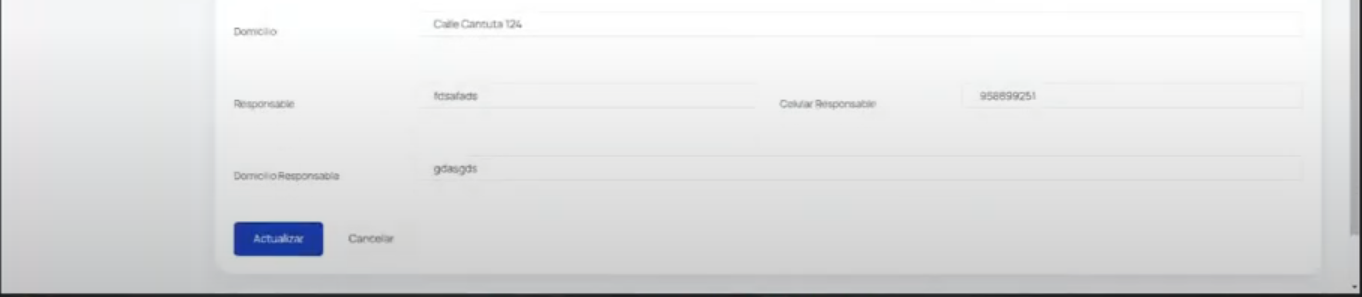 Domicilio
Calle Cantuta 124
Responsable
fdsafads
Celular Responsable
958899251
Domicilio Responsable
gdasgds
Actualizar
Cancelar